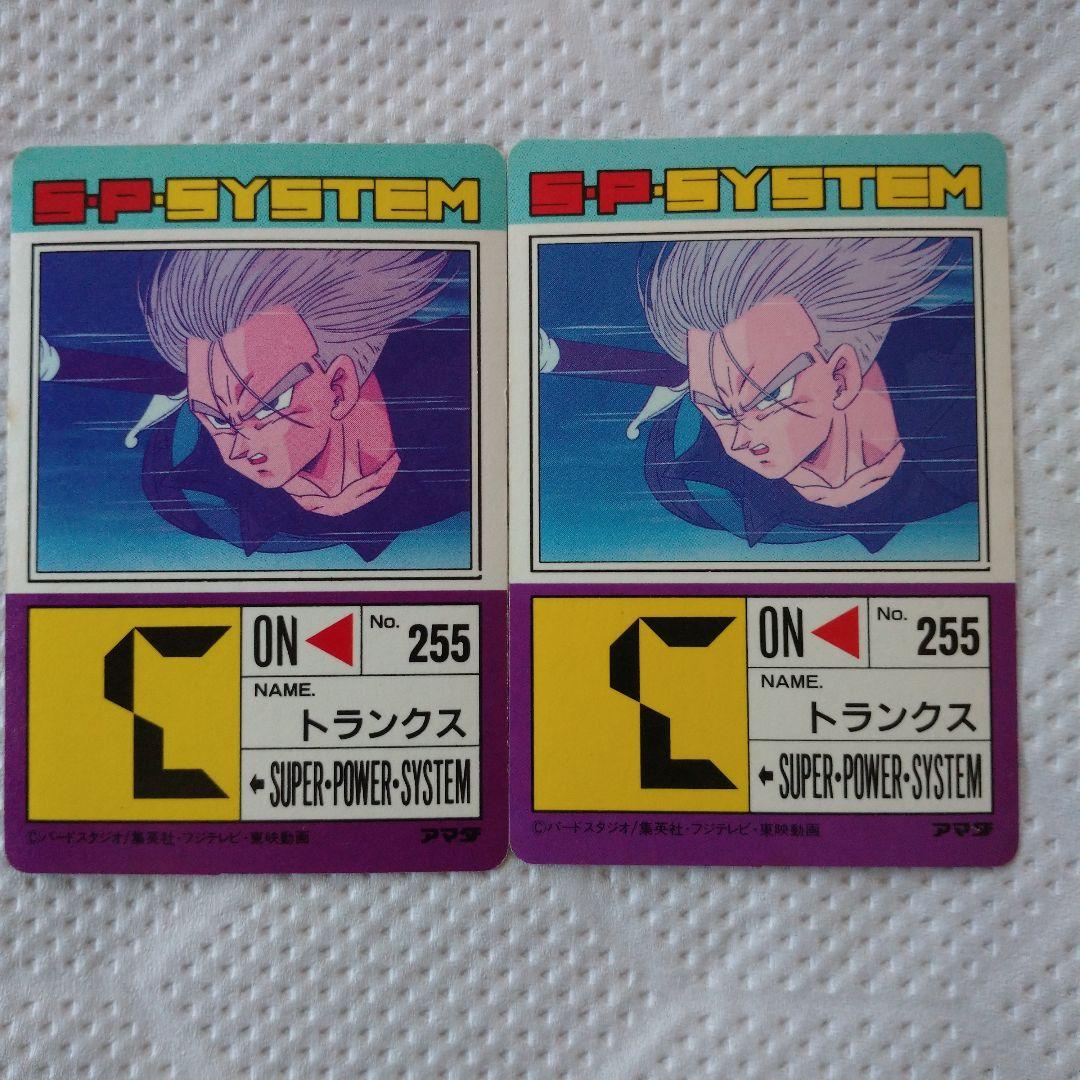 S·P·SYSTEM
ON
No.
255
NAME.
トランクス
SUPER·POWER·SYSTEM
©バードスタジオ/集英社·フジテレビ·東映動画
アマダ
S·P·SYSTEM
ON
No.
255
NAME.
トランクス
SUPER·POWER·SYSTEM
©バードスタジオ/集英社·フジテレビ·東映動画
アマダ